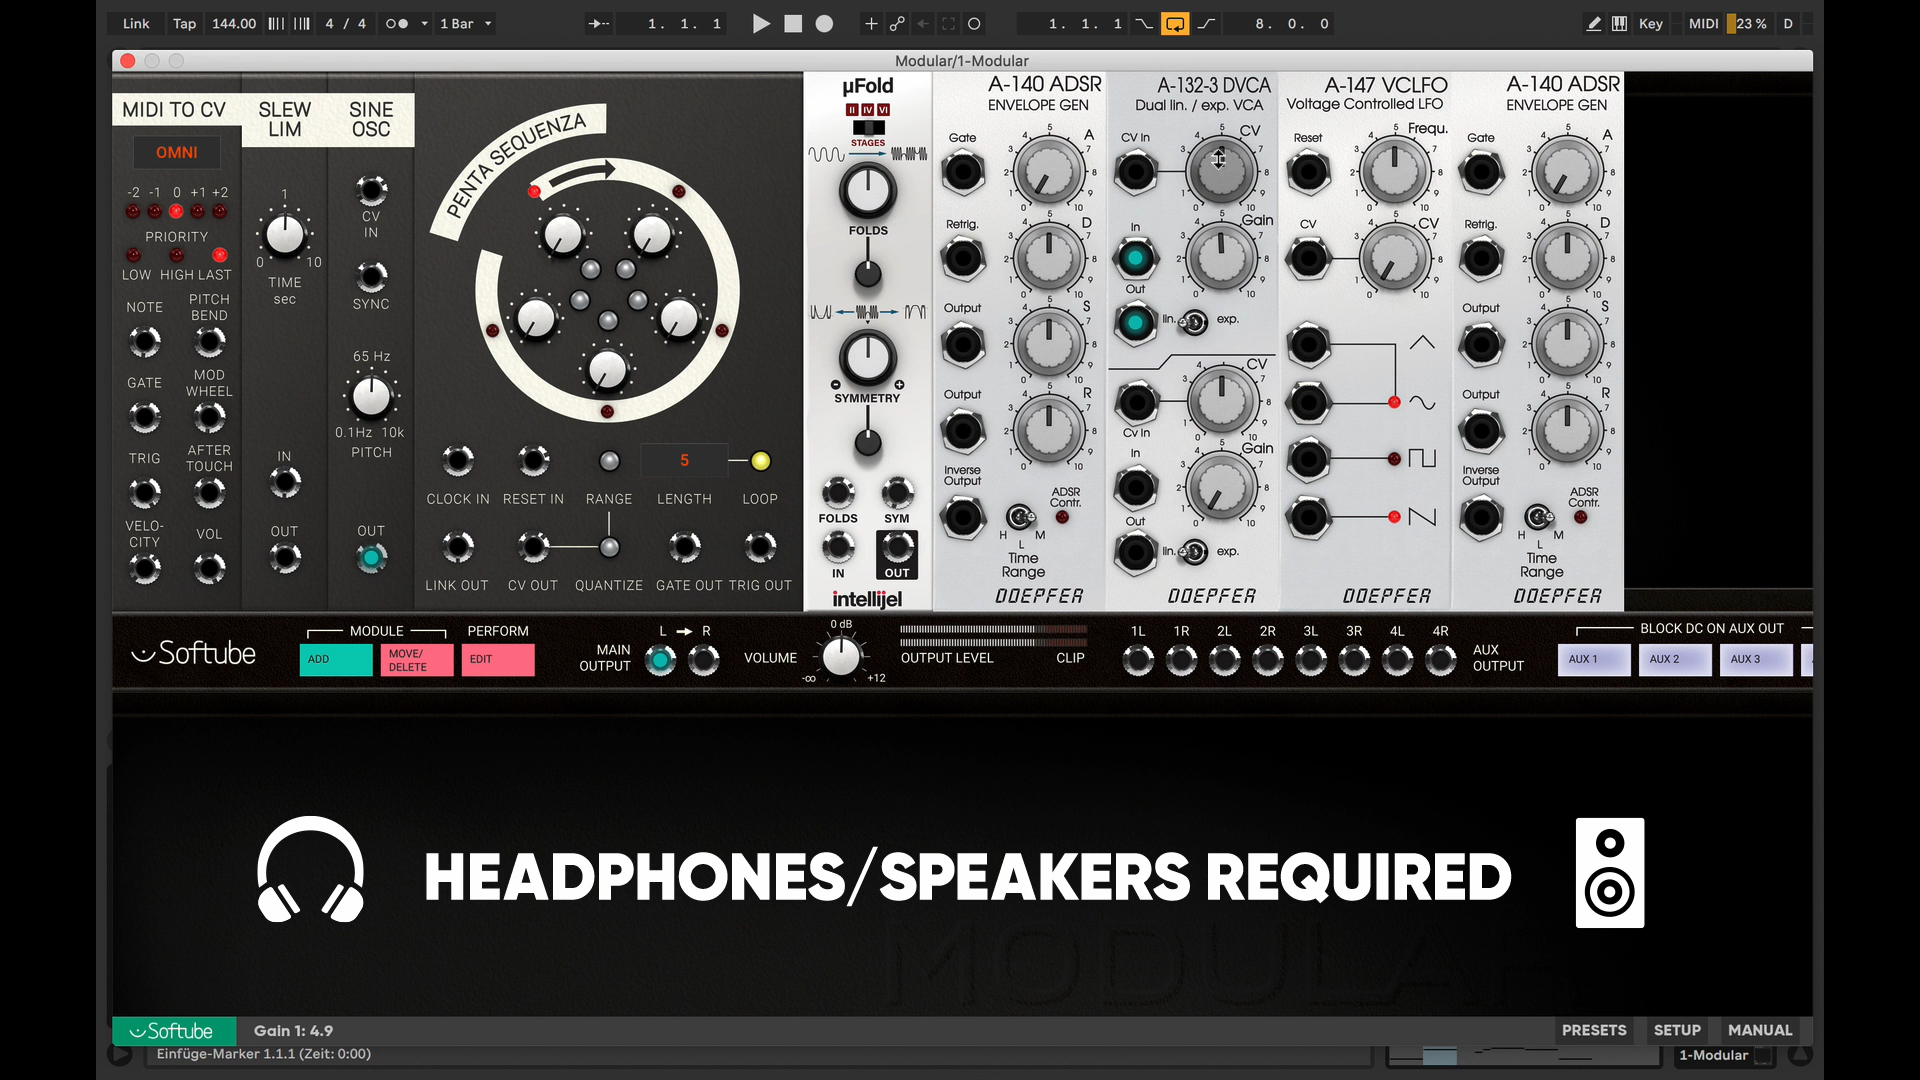 Link Tap 144.00 4 / 4 1 Bar 1. 1. 1 1. 1. 1 8. 0. 0 Key MIDI 23 % D
Modular/1-Modular
MIDI TO CV
OMNI
-2 -1 0 +1 +2
PRIORITY
LOW HIGH LAST
NOTE PITCH BEND
GATE MOD WHEEL
TRIG AFTER TOUCH
VELO-CITY VOL
SLEW LIM
1
0 10
TIME
sec
IN
OUT
SINE OSC
CV IN
SYNC
65 Hz
0.1Hz 10k
PITCH
OUT
PENTA SEQUENZA
5
CLOCK IN RESET IN RANGE LENGTH LOOP
LINK OUT CV OUT QUANTIZE GATE OUT TRIG OUT
µFold
II IV VI
STAGES
FOLDS
SYMMETRY
FOLDS SYM
IN OUT
intellijel
A-140 ADSR
ENVELOPE GEN
Gate A
Retrig. D
Output S
Output R
Inverse Output
ADSR Contr.
H L M
Time Range
DOEPFER
A-132-3 DVCA
Dual lin. / exp. VCA
CV In CV
In Gain
Out
lin. exp.
CV
Cv In
In Gain
Out
lin. exp.
DOEPFER
A-147 VCLFO
Voltage Controlled LFO
Reset Frequ.
CV CV
DOEPFER
A-140 ADSR
ENVELOPE GEN
Gate A
Retrig. D
Output S
Output R
Inverse Output
ADSR Contr.
H L M
Time Range
DOEPFER
Softube
MODULE PERFORM
ADD MOVE/DELETE EDIT
MAIN OUTPUT L R
VOLUME 0 dB -∞ +12
OUTPUT LEVEL CLIP
1L 1R 2L 2R 3L 3R 4L 4R
AUX OUTPUT
BLOCK DC ON AUX OUT
AUX 1 AUX 2 AUX 3
HEADPHONES/SPEAKERS REQUIRED
MODULAR
Softube Gain 1: 4.9 PRESETS SETUP MANUAL
Einfüge-Marker 1.1.1 (Zeit: 0:00) 1-Modular